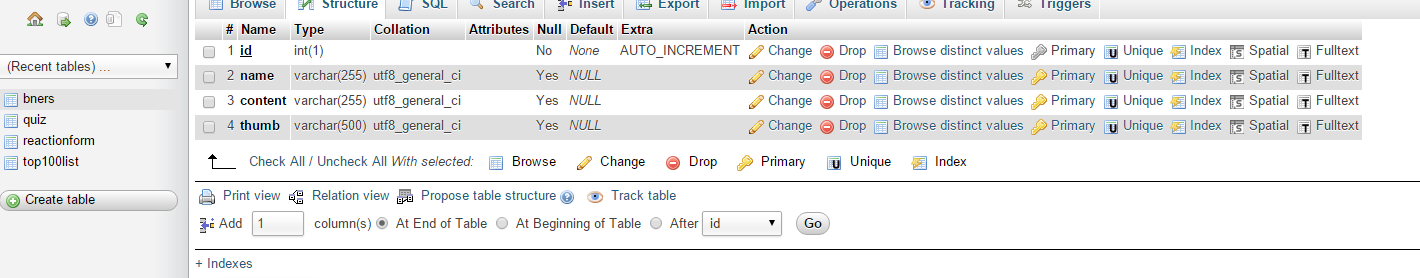 Browse Structure SQL Search Insert Export Import Operations Tracking Triggers
# Name Type Collation Attributes Null Default Extra Action
1 id int(1) No None AUTO_INCREMENT Change Drop Browse distinct values Primary Unique Index Spatial Fulltext
(Recent tables) ...
2 name varchar(255) utf8_general_ci Yes NULL Change Drop Browse distinct values Primary Unique Index Spatial Fulltext
bners
3 content varchar(255) utf8_general_ci Yes NULL Change Drop Browse distinct values Primary Unique Index Spatial Fulltext
quiz
4 thumb varchar(500) utf8_general_ci Yes NULL Change Drop Browse distinct values Primary Unique Index Spatial Fulltext
reactionform
top100list
Check All / Uncheck All With selected: Browse Change Drop Primary Unique Index
Create table
Print view Relation view Propose table structure Track table
Add 1 column(s) At End of Table At Beginning of Table After id Go
+ Indexes